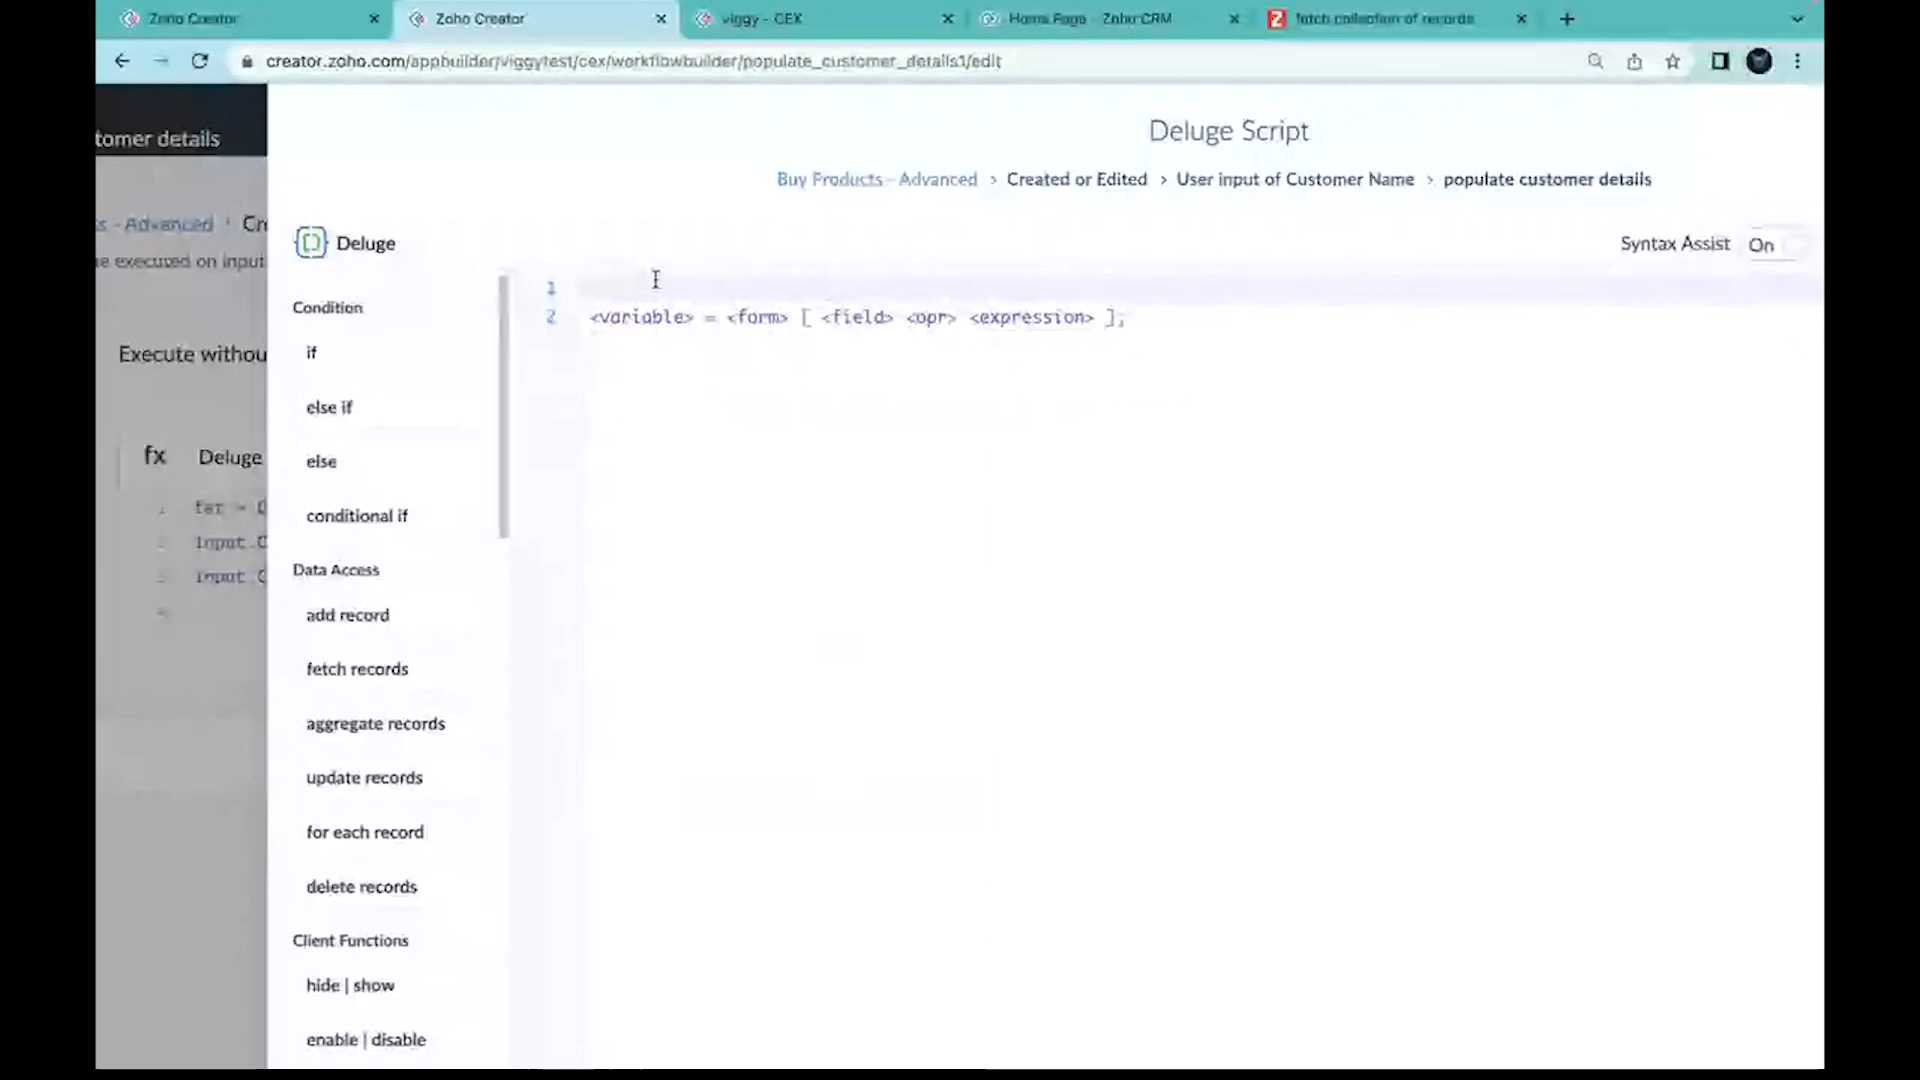 Zoho Creator
Zoho Creator
viggy - CEX
Home Page - Zoho CRM
fetch collection of records
creator.zoho.com/appbuilder/viggytest/cex/workflowbuilder/populate_customer_details1/edit
tomer details
Deluge Script
Buy Products - Advanced > Created or Edited > User input of Customer Name > populate customer details
s - Advanced Cre
Deluge
Syntax Assist On
e executed on input
Condition
1
2 <variable> = <form> [ <field> <opr> <expression> ];
if
Execute withou
else if
fx Deluge
else
conditional if
Input.C
Input.C
Data Access
add record
fetch records
aggregate records
update records
for each record
delete records
Client Functions
hide | show
enable | disable